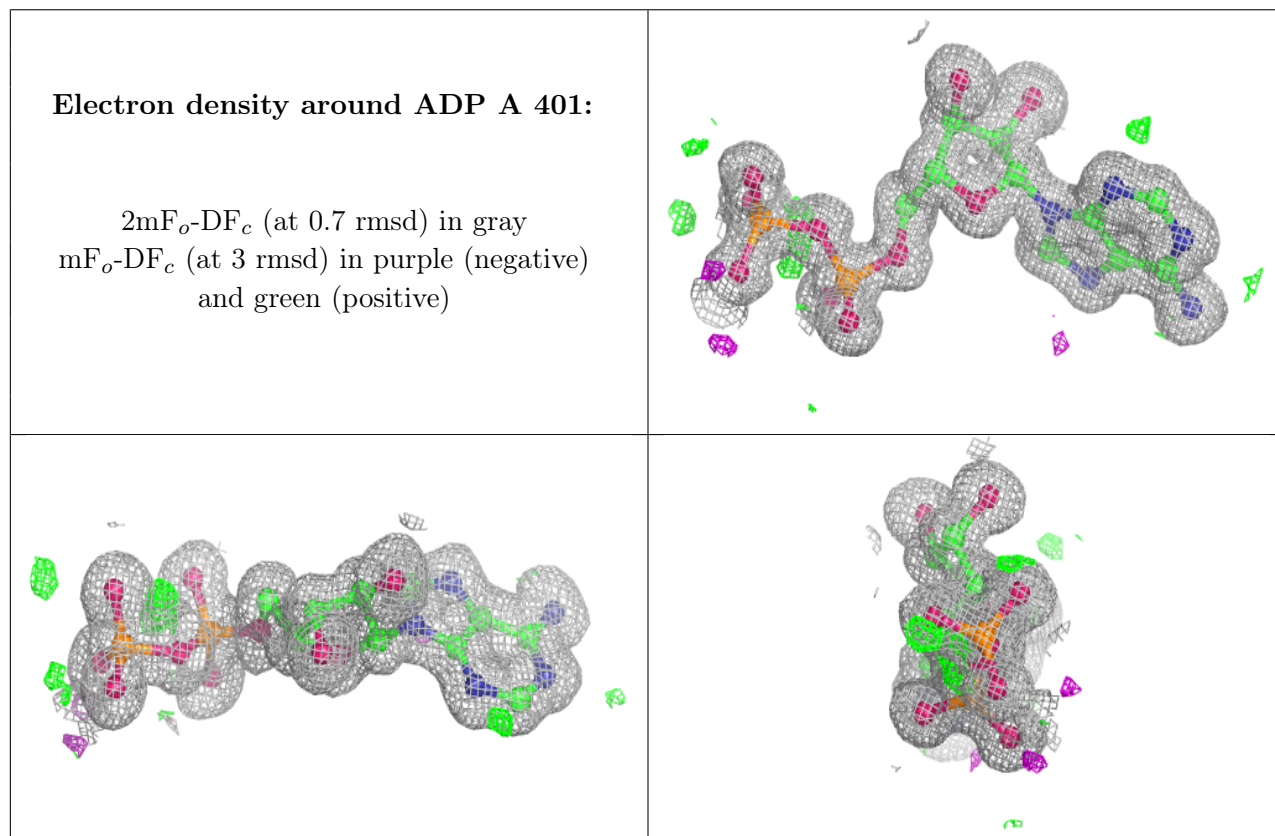 Electron density around ADP A 401:
2mFₒ-DF𝒸 (at 0.7 rmsd) in gray
mFₒ-DF𝒸 (at 3 rmsd) in purple (negative)
and green (positive)